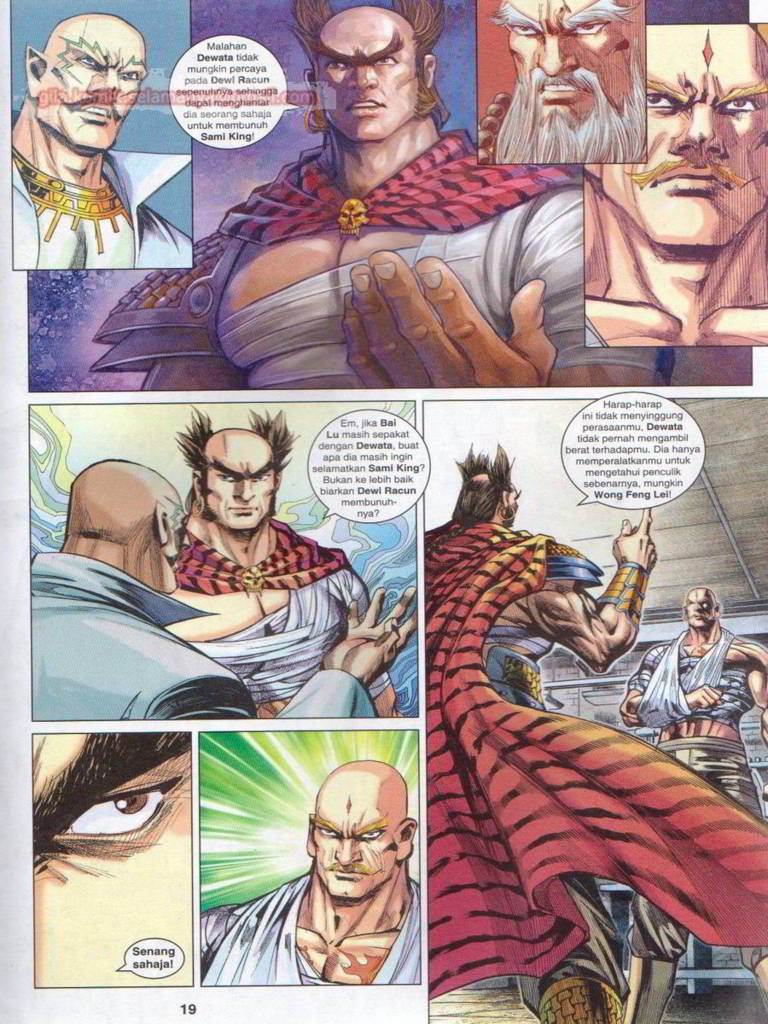 Malahan
Dewata tidak
mungkin percaya
pada Dewi Racun
sepenuhnya sehingga
dapat menghantar
dia seorang sahaja
untuk membunuh
Sami King!
Em, jika Bai
Lu masih sepakat
dengan Dewata, buat
apa dia masih ingin
selamatkan Sami King?
Bukan ke lebih baik
biarkan Dewi Racun
membunuh-
nya?
Harap-harap
ini tidak menyinggung
perasaanmu, Dewata
tidak pernah mengambil
berat terhadapmu. Dia hanya
memperalatkanmu untuk
mengetahui penculik
sebenarnya, mungkin
Wong Feng Lei!
Senang
sahaja!
19